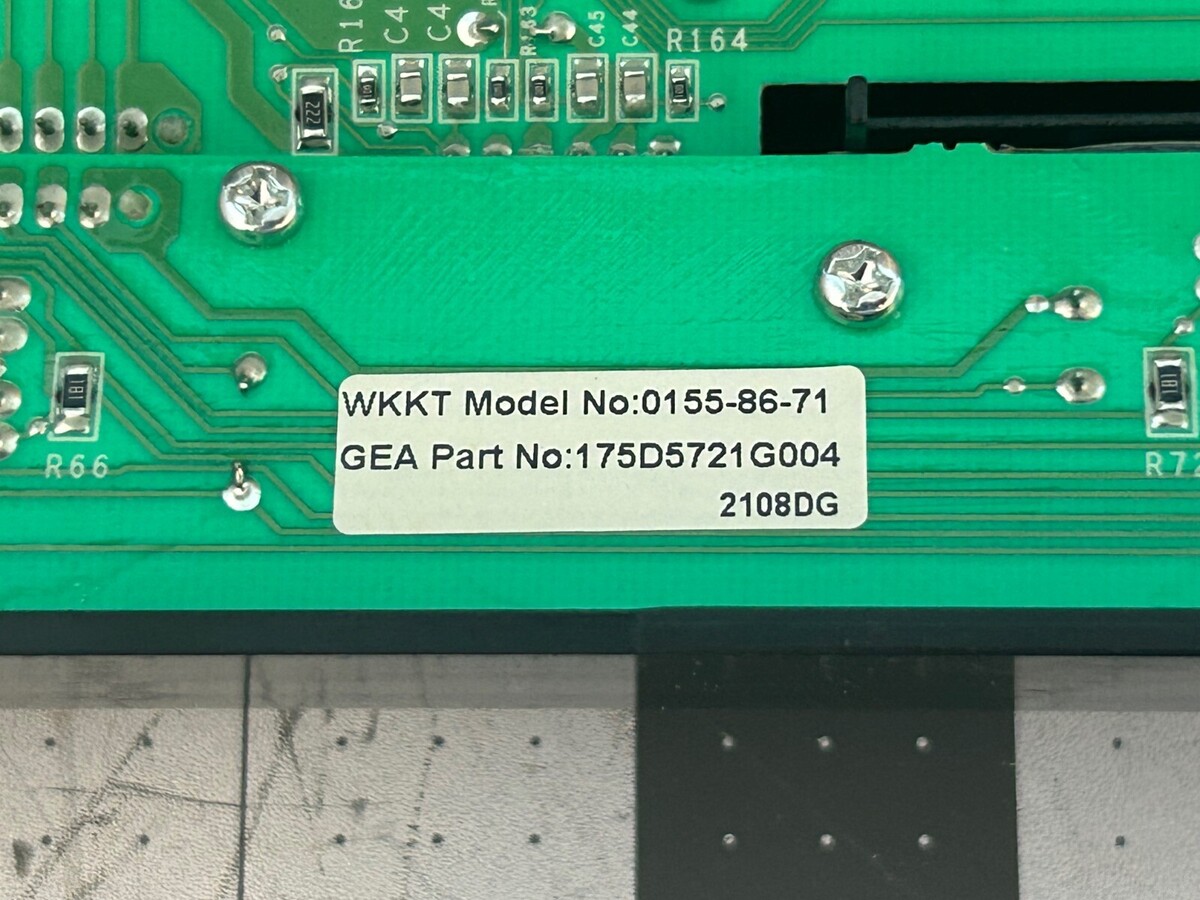 R16
C4
C4
R163
C45
C44
R164
222
181
R66
181
R72
WKKT Model No:0155-86-71
GEA Part No:175D5721G004
2108DG